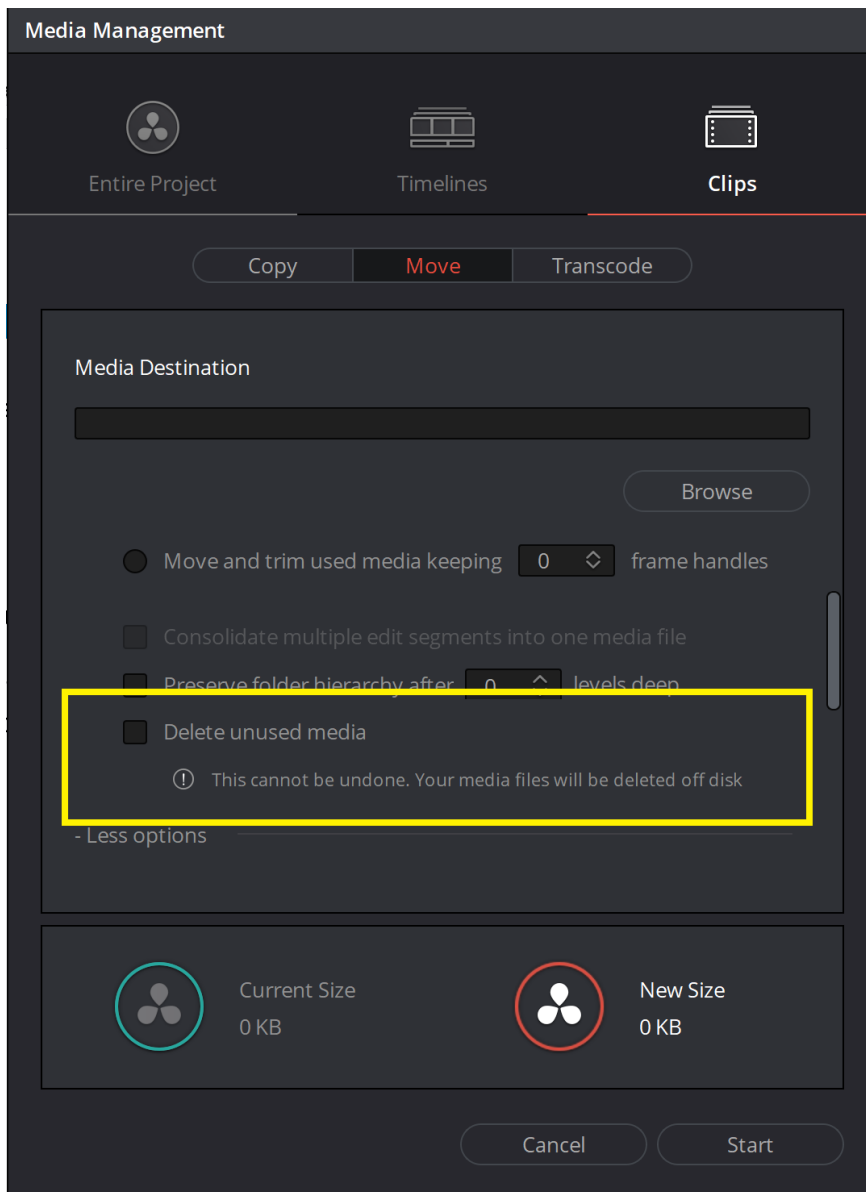 Media Management
Entire Project
Timelines
Clips
Copy
Move
Transcode
Media Destination
Browse
Move and trim used media keeping 0 frame handles
Consolidate multiple edit segments into one media file
Preserve folder hierarchy after 0 levels deep
Delete unused media
This cannot be undone. Your media files will be deleted off disk
- Less options
Current Size
0 KB
New Size
0 KB
Cancel
Start